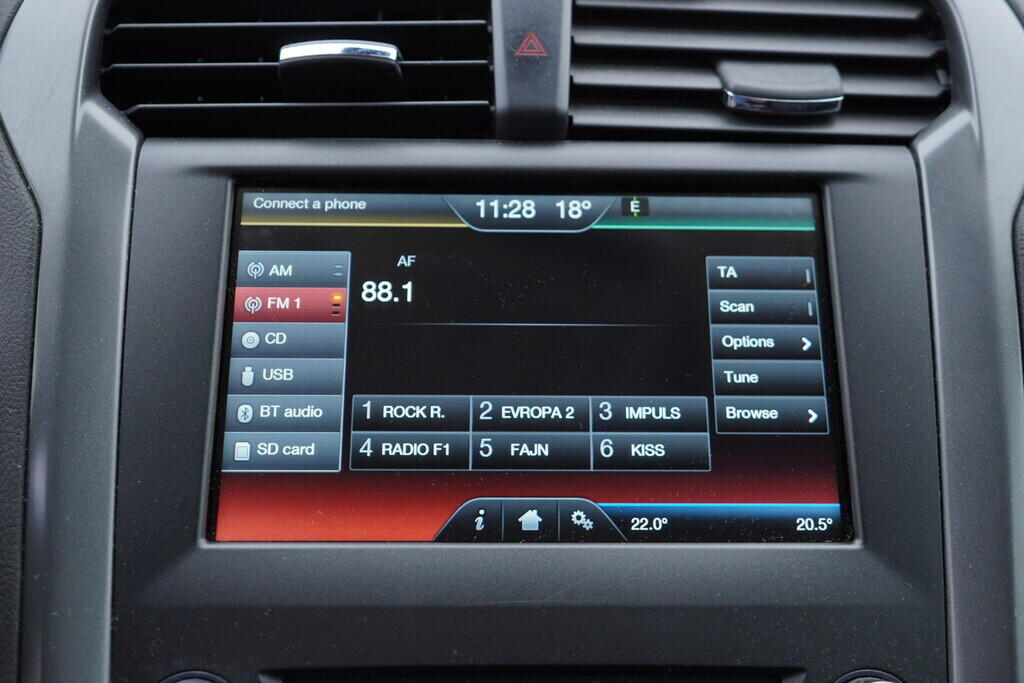 Connect a phone
11:28 18° E
AM
FM 1
CD
USB
BT audio
SD card
AF
88.1
TA
Scan
Options
Tune
Browse
1 ROCK R. 2 EVROPA 2 3 IMPULS
4 RADIO F1 5 FAJN 6 KISS
i
22.0° 20.5°